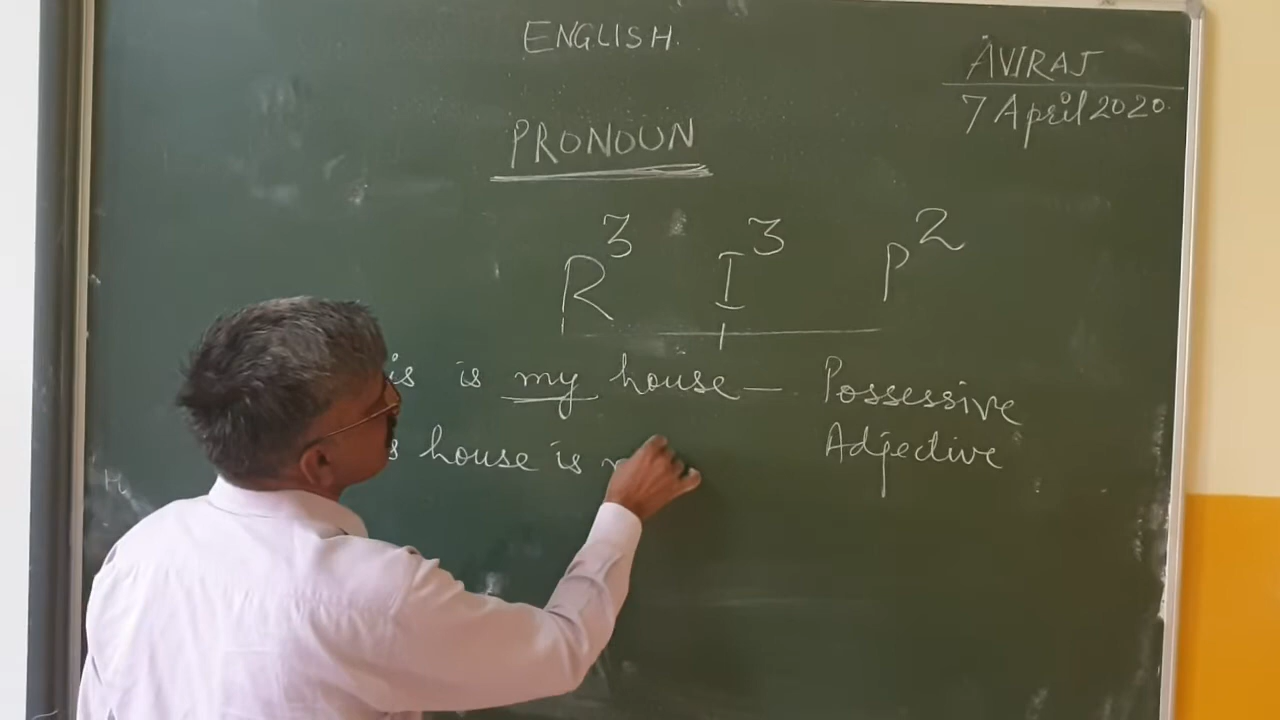 ENGLISH.
AVIRAJ
7 April 2020.
PRONOUN
R³ I³ P²
is is my house — Possessive
Adjective
s house is